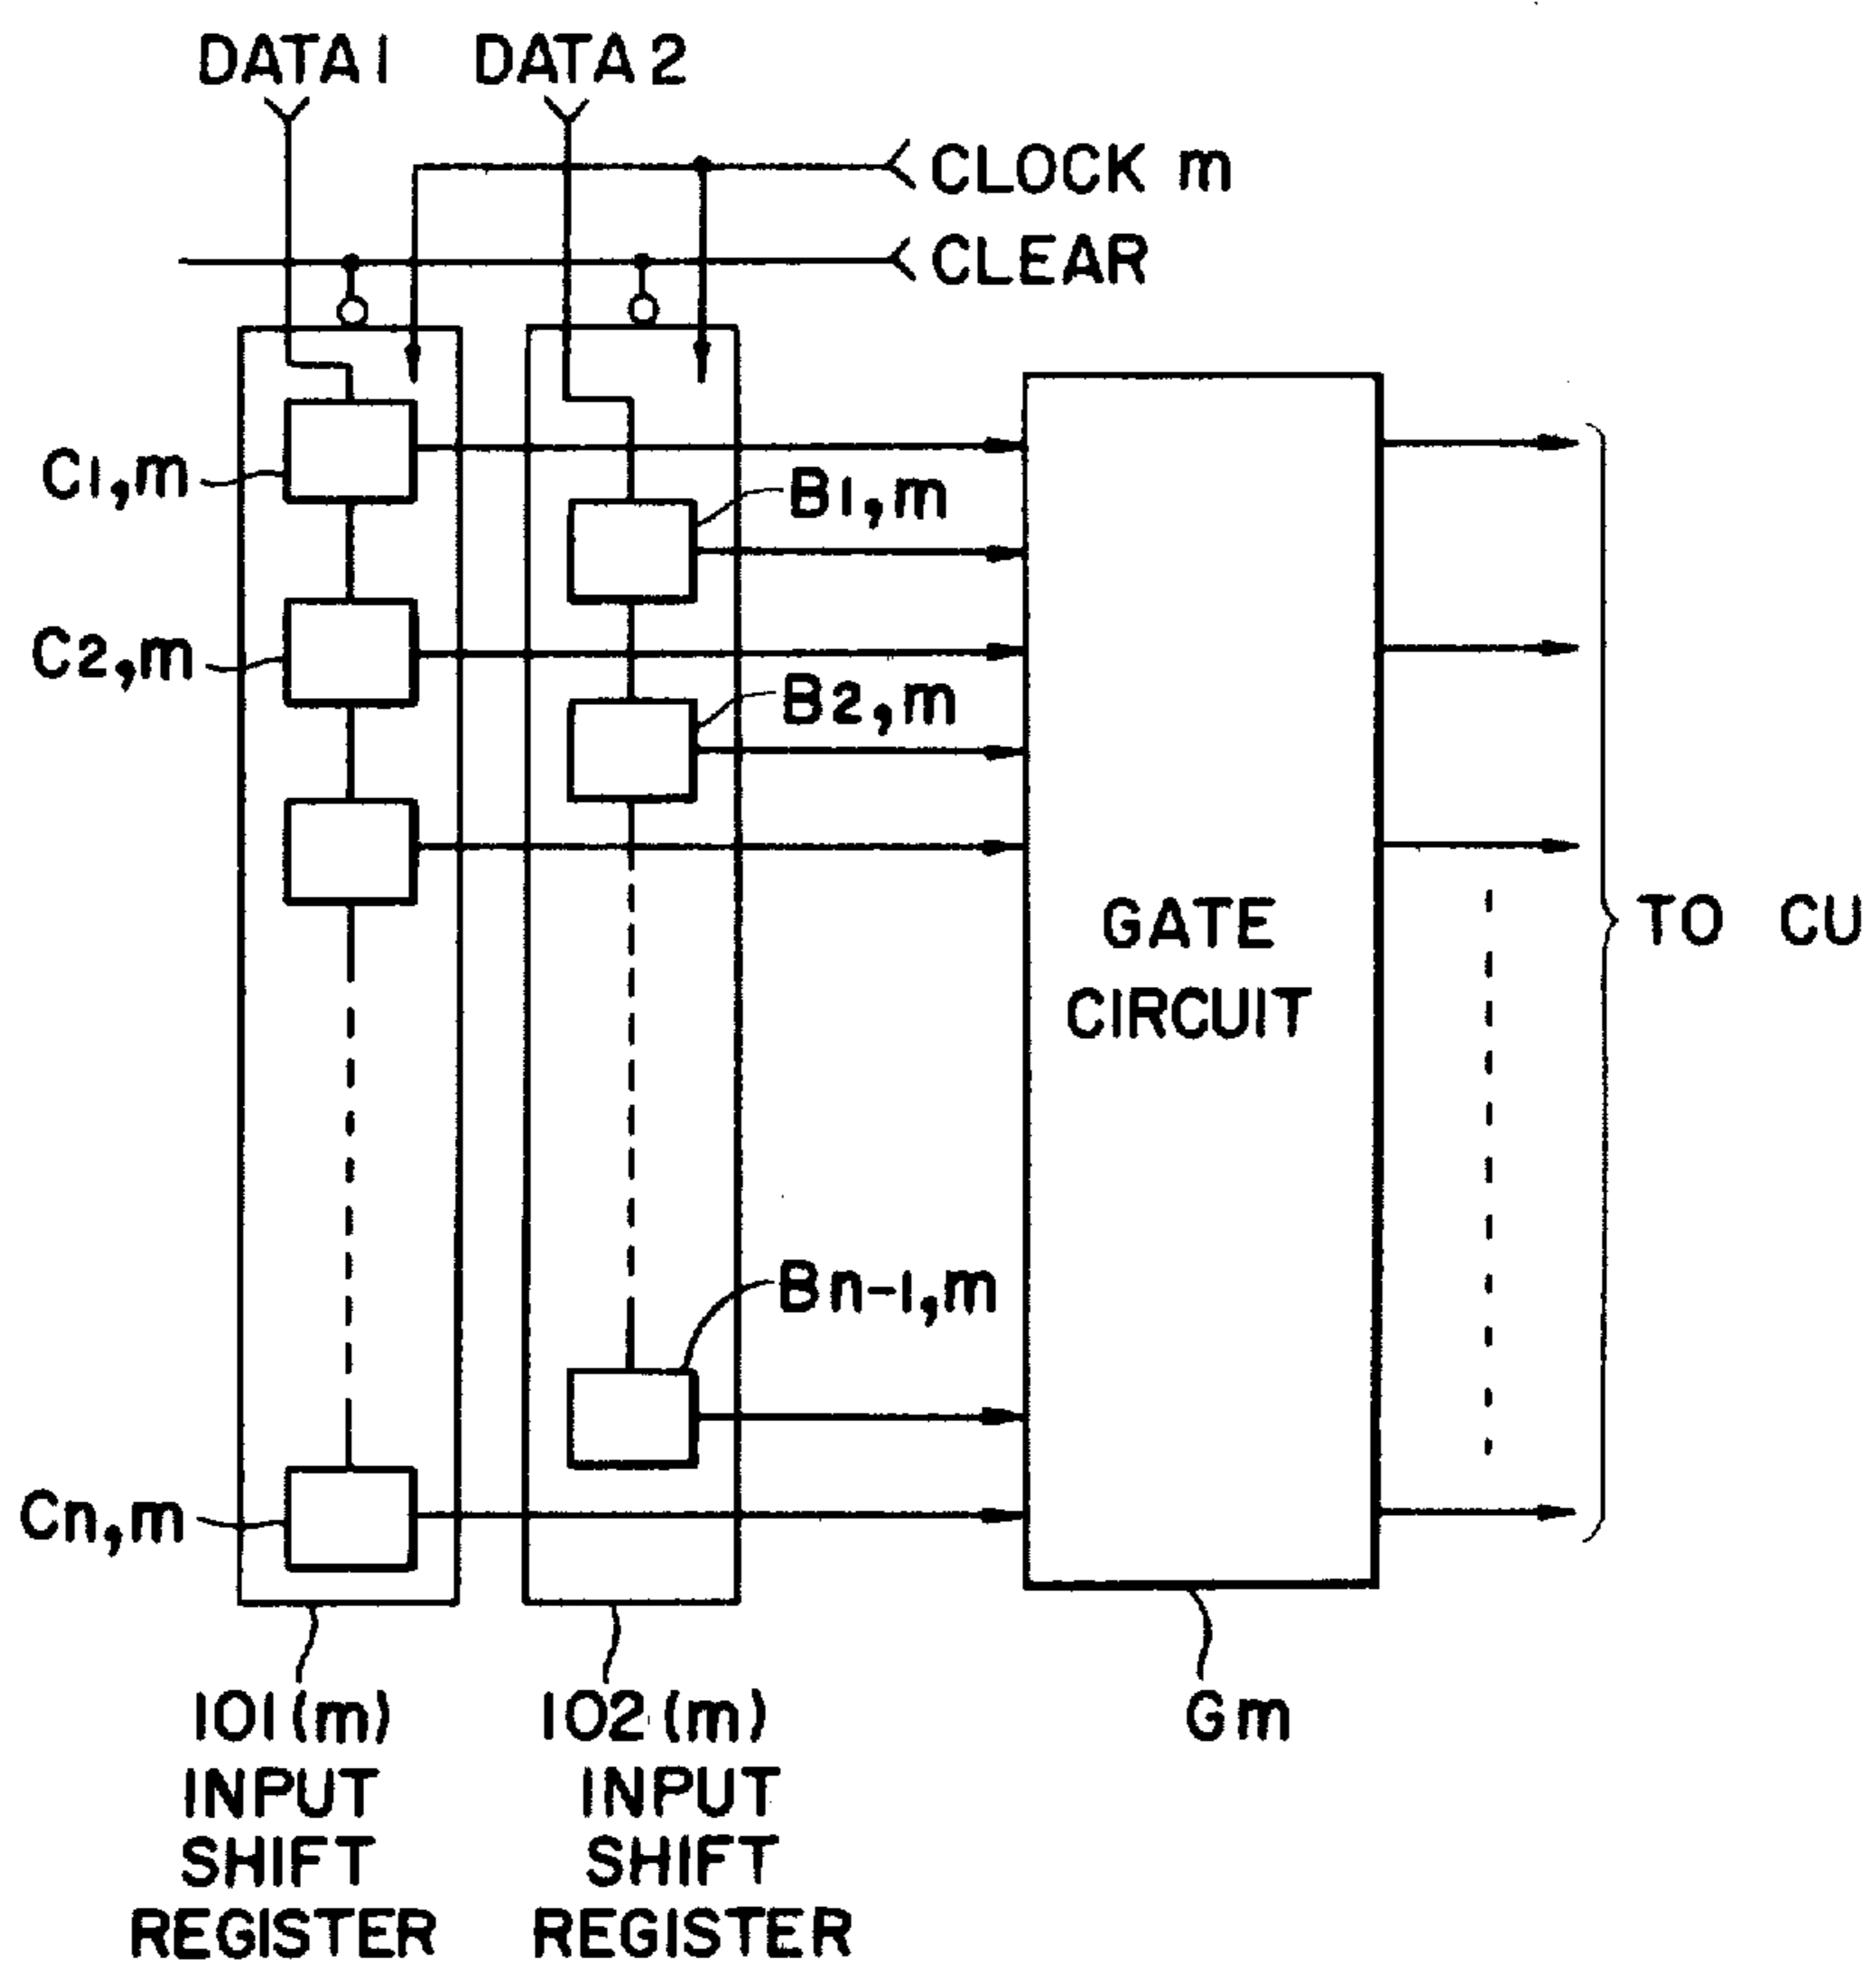 DATA1 DATA2
CLOCK m
CLEAR
C1,m
B1,m
C2,m
B2,m
GATE
CIRCUIT
TO CU
Bn-1,m
Cn,m
101(m)
INPUT
SHIFT
REGISTER
102(m)
INPUT
SHIFT
REGISTER
Gm